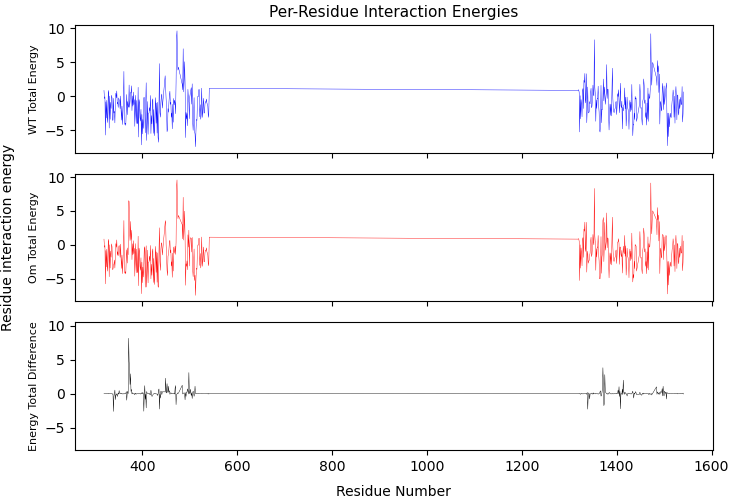 Per-Residue Interaction Energies
Residue interaction energy
WT Total Energy
10
5
0
−5
Om Total Energy
10
5
0
−5
Energy Total Difference
10
5
0
−5
400 600 800 1000 1200 1400 1600
Residue Number